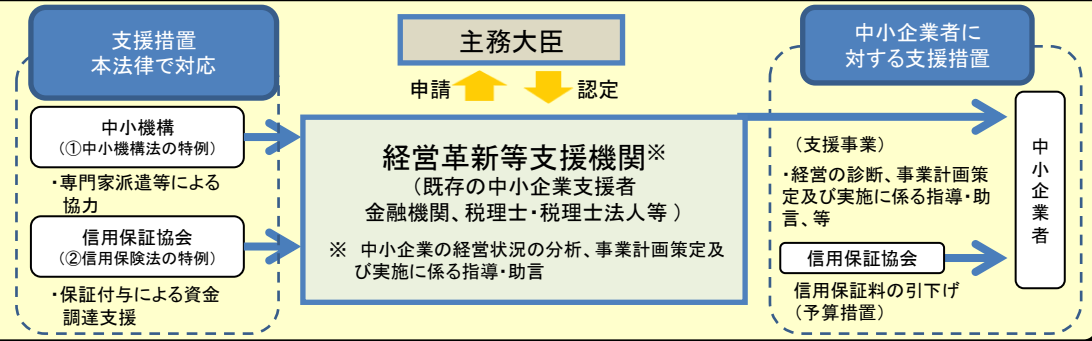 支援措置
本法律で対応
中小機構
(①中小機構法の特例)
・専門家派遣等による
協力
信用保証協会
(②信用保険法の特例)
・保証付与による資金
調達支援
主務大臣
申請
認定
経営革新等支援機関※
(既存の中小企業支援者
金融機関、税理士・税理士法人等 )
※ 中小企業の経営状況の分析、事業計画策定及
び実施に係る指導・助言
中小企業者に
対する支援措置
(支援事業)
・経営の診断、事業計画策
定及び実施に係る指導・助
言、等
信用保証協会
信用保証料の引下げ
(予算措置)
中小企業者